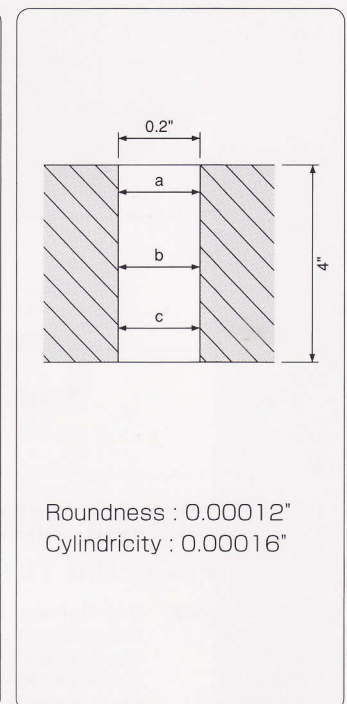 0.2"
a
b
c
4"
Roundness : 0.00012"
Cylindricity : 0.00016"